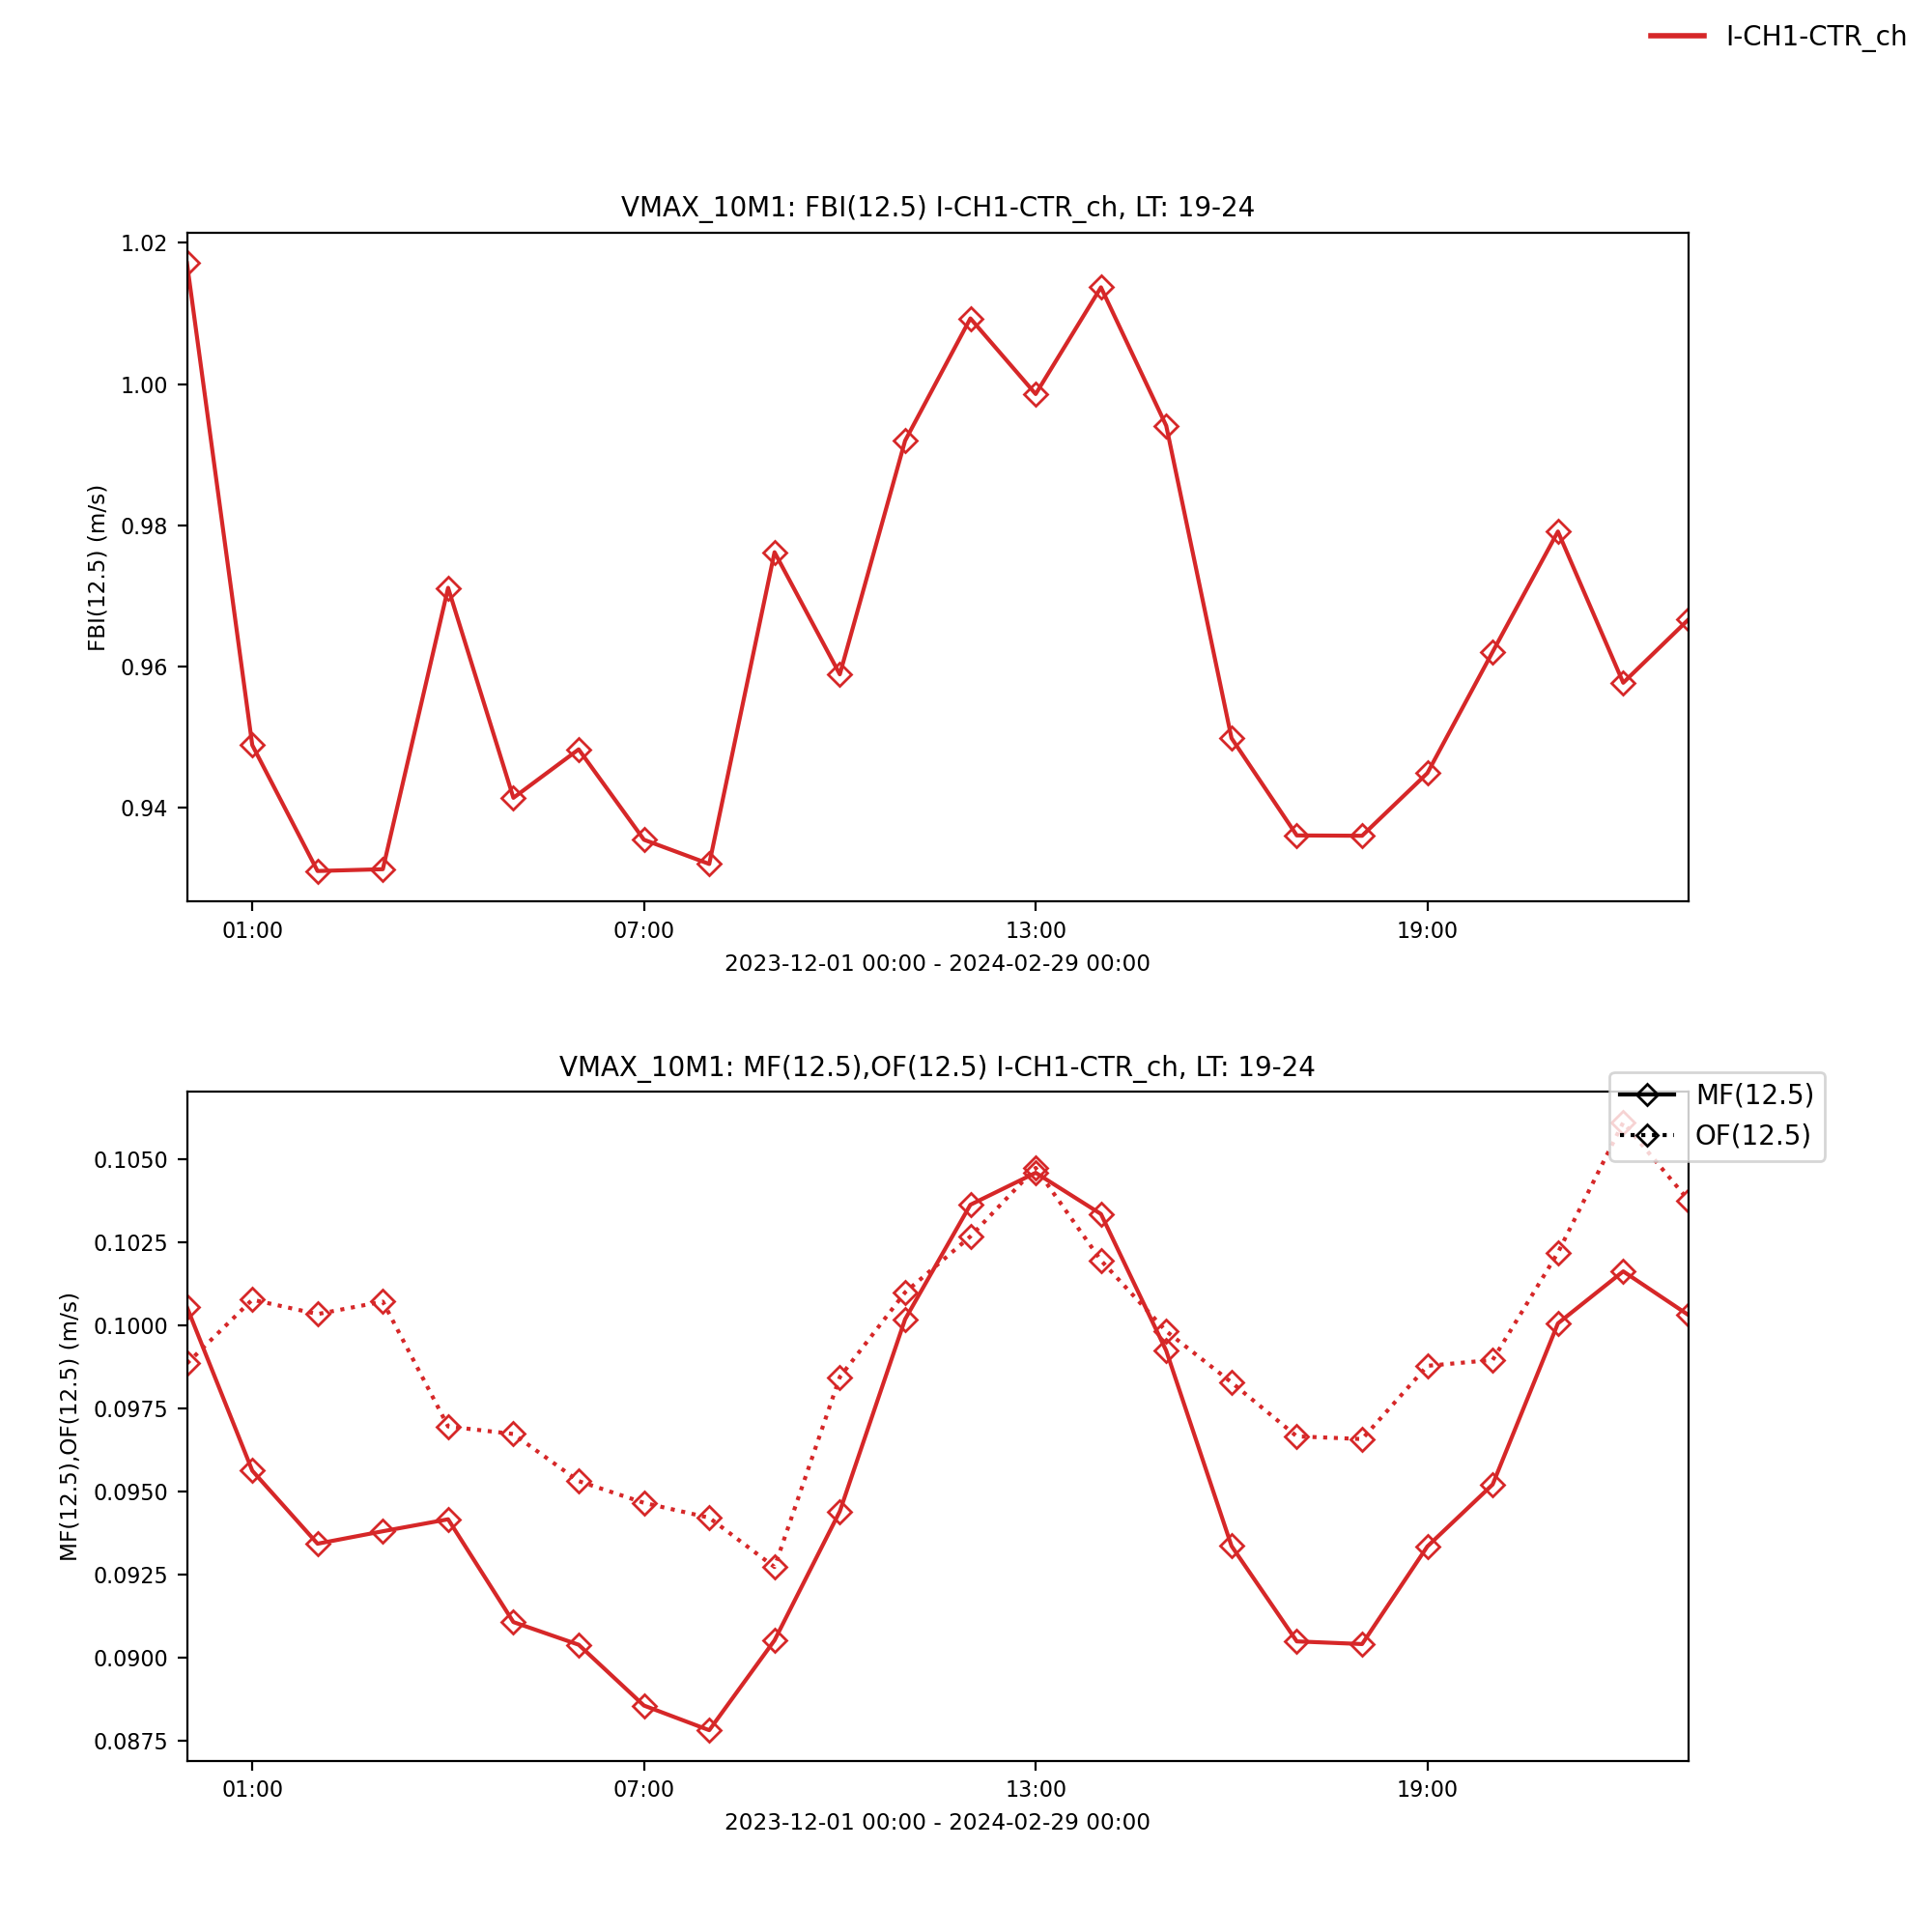 I-CH1-CTR_ch
VMAX_10M1: FBI(12.5) I-CH1-CTR_ch, LT: 19-24
1.02
1.00
0.98
0.96
0.94
FBI(12.5) (m/s)
01:00 07:00 13:00 19:00
2023-12-01 00:00 - 2024-02-29 00:00
VMAX_10M1: MF(12.5),OF(12.5) I-CH1-CTR_ch, LT: 19-24
MF(12.5)
OF(12.5)
0.1050
0.1025
0.1000
0.0975
0.0950
0.0925
0.0900
0.0875
MF(12.5),OF(12.5) (m/s)
01:00 07:00 13:00 19:00
2023-12-01 00:00 - 2024-02-29 00:00